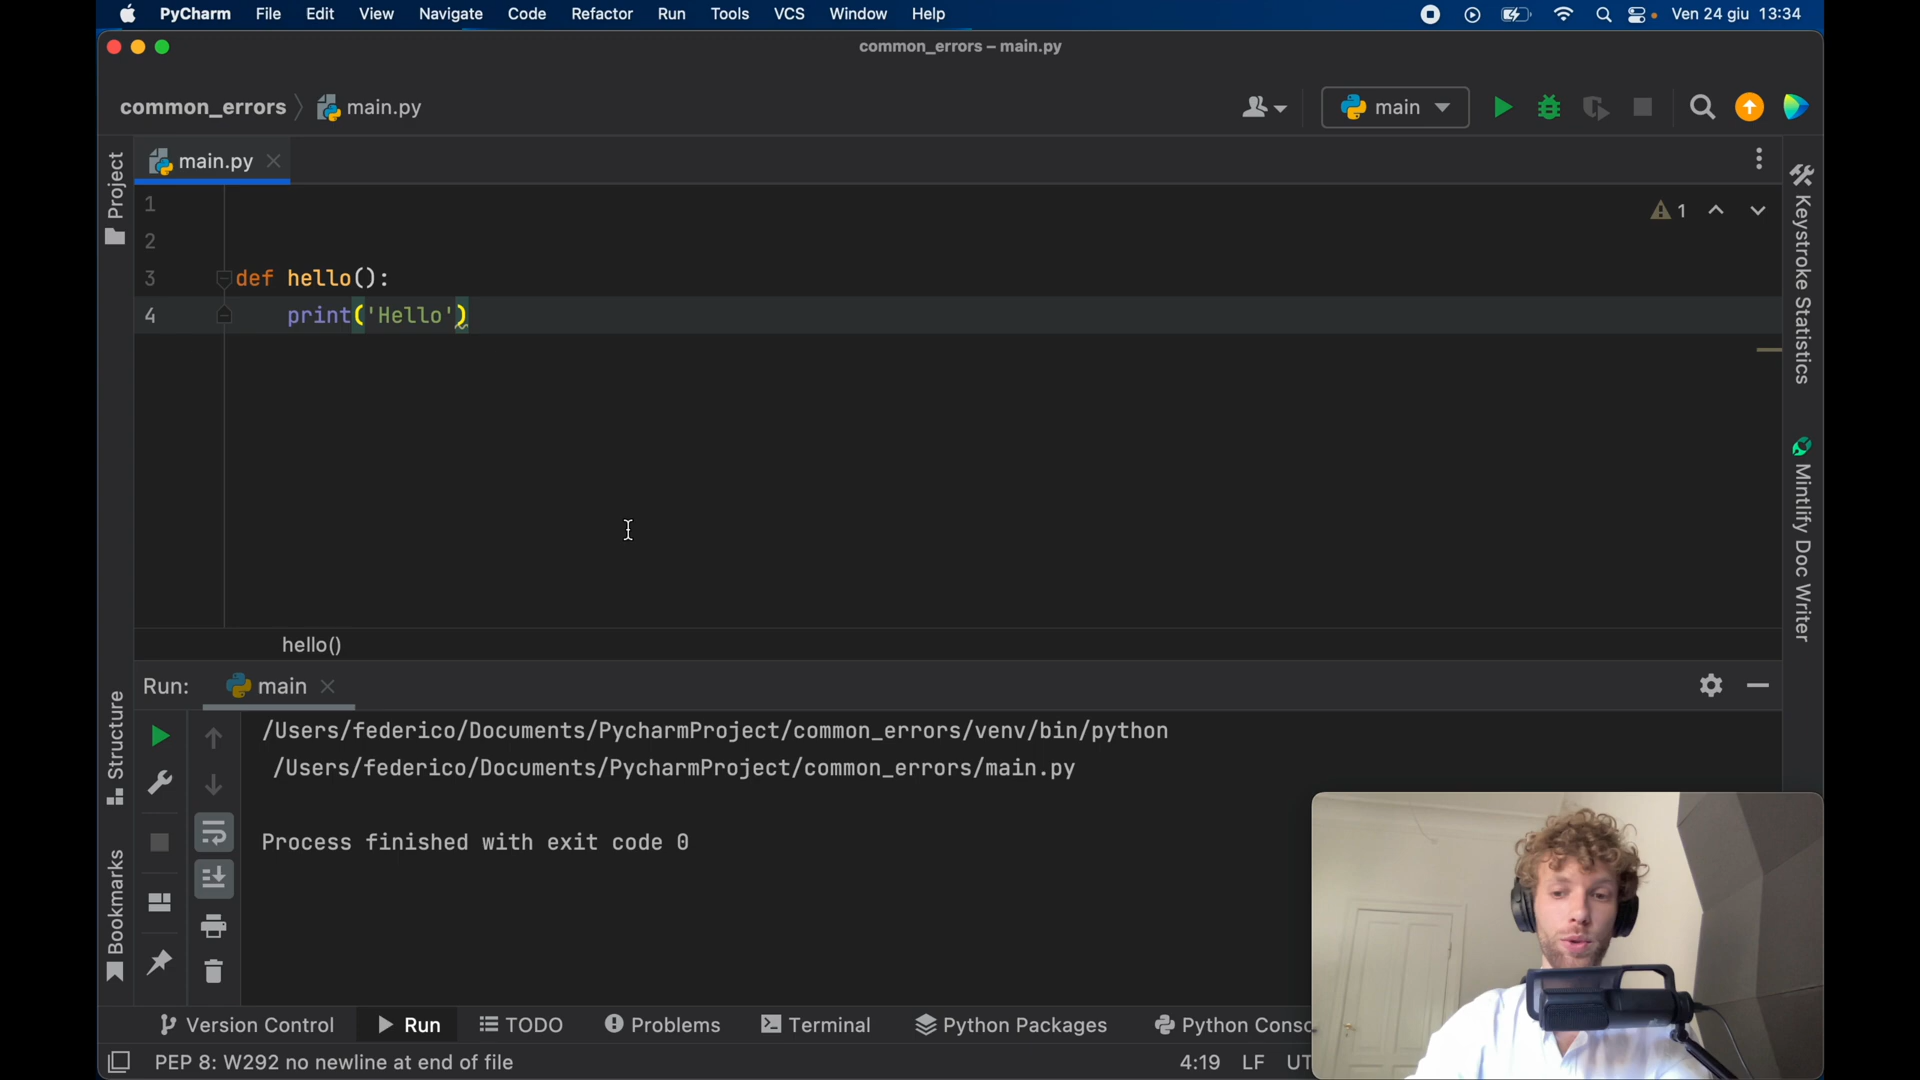 PyCharm File Edit View Navigate Code Refactor Run Tools VCS Window Help Ven 24 giu 13:34
common_errors – main.py
common_errors main.py main
main.py
Project
1
1
2
3 def hello():
4 print('Hello')
Keystroke Statistics
Mintlify Doc Writer
hello()
Run: main
/Users/federico/Documents/PycharmProject/common_errors/venv/bin/python
/Users/federico/Documents/PycharmProject/common_errors/main.py
Process finished with exit code 0
Structure
Bookmarks
Version Control Run TODO Problems Terminal Python Packages Python Conso
PEP 8: W292 no newline at end of file 4:19 LF UT